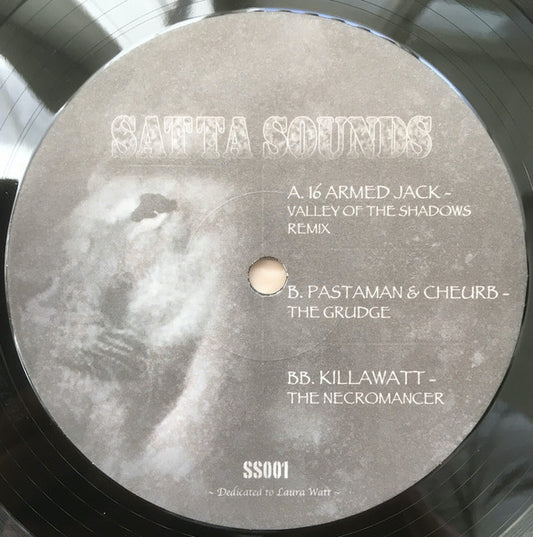 SATTA SOUNDS
A. 16 ARMED JACK -
VALLEY OF THE SHADOWS
REMIX
B. PASTAMAN & CHEURB -
THE GRUDGE
BB. KILLAWATT -
THE NECROMANCER
SS001
~ Dedicated to Laura Watt ~